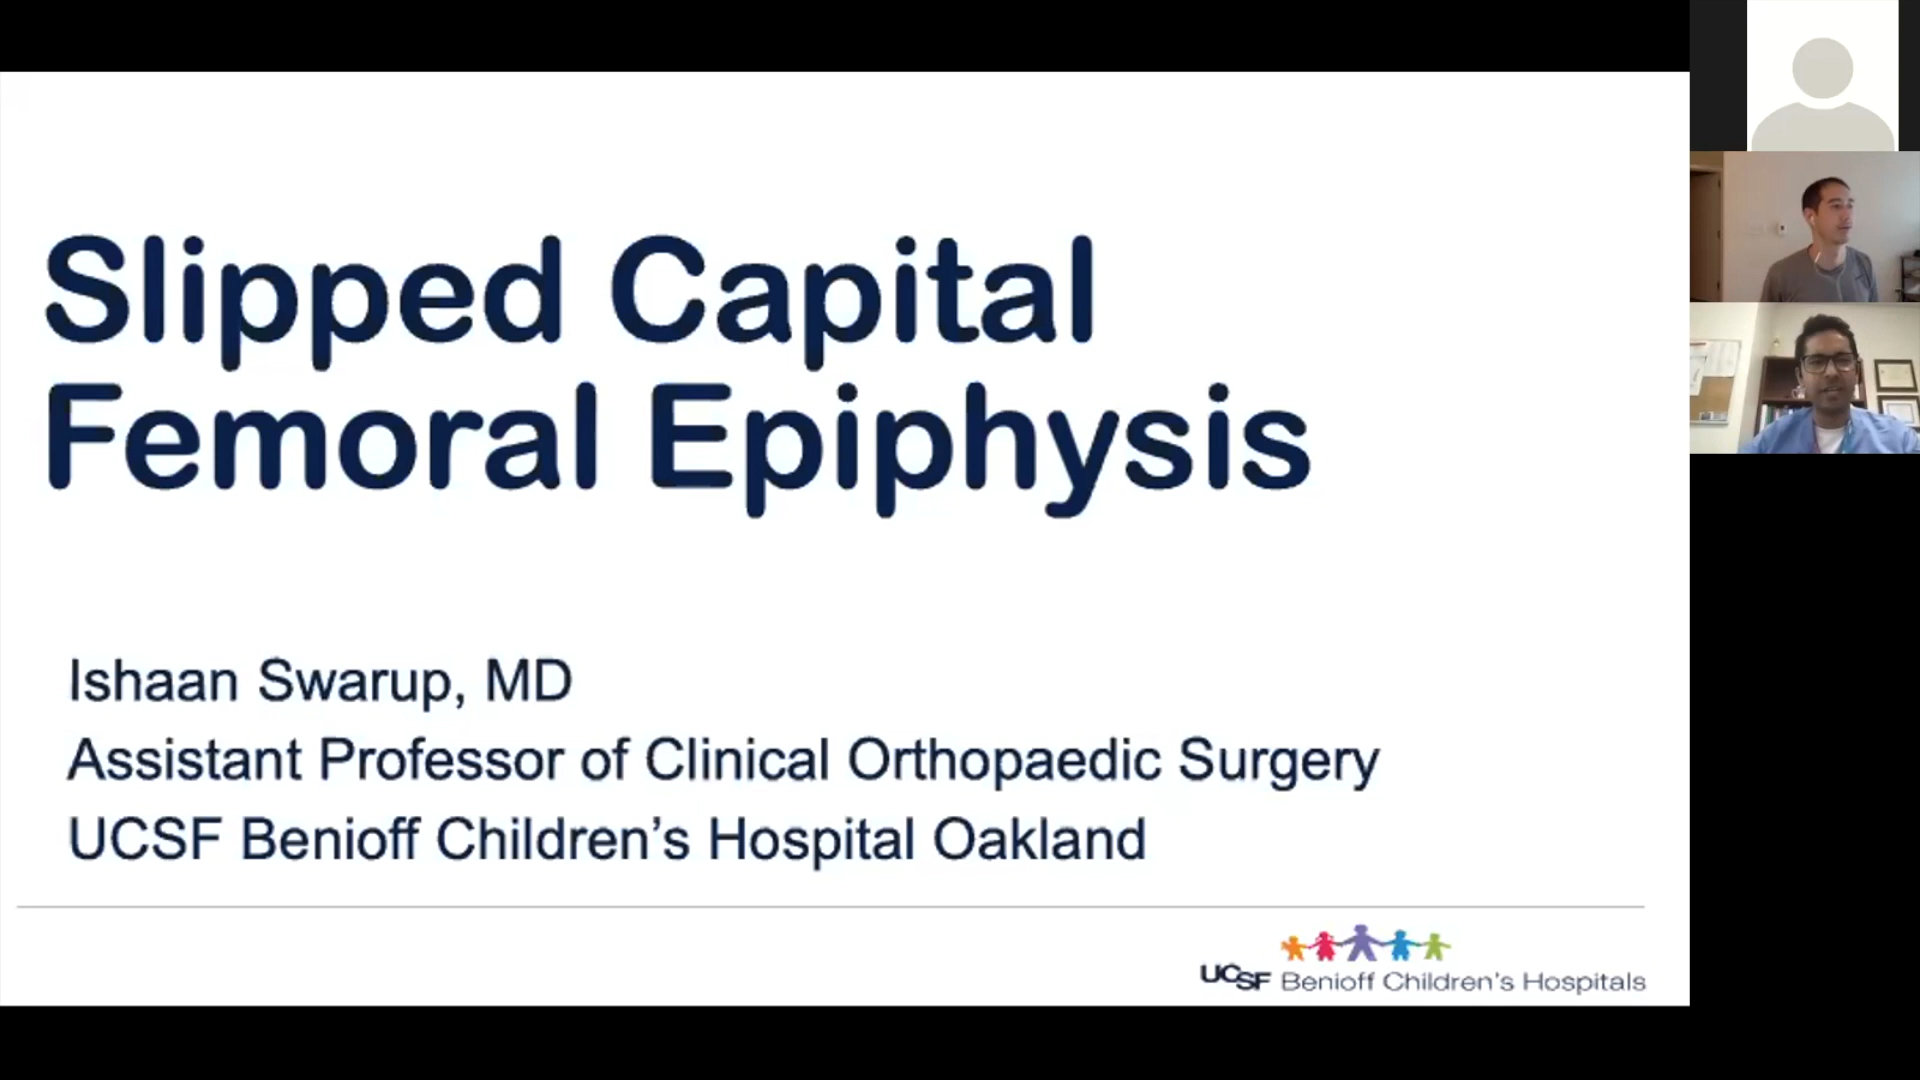 Slipped Capital
Femoral Epiphysis
Ishaan Swarup, MD
Assistant Professor of Clinical Orthopaedic Surgery
UCSF Benioff Children’s Hospital Oakland
UCSF Benioff Children's Hospitals